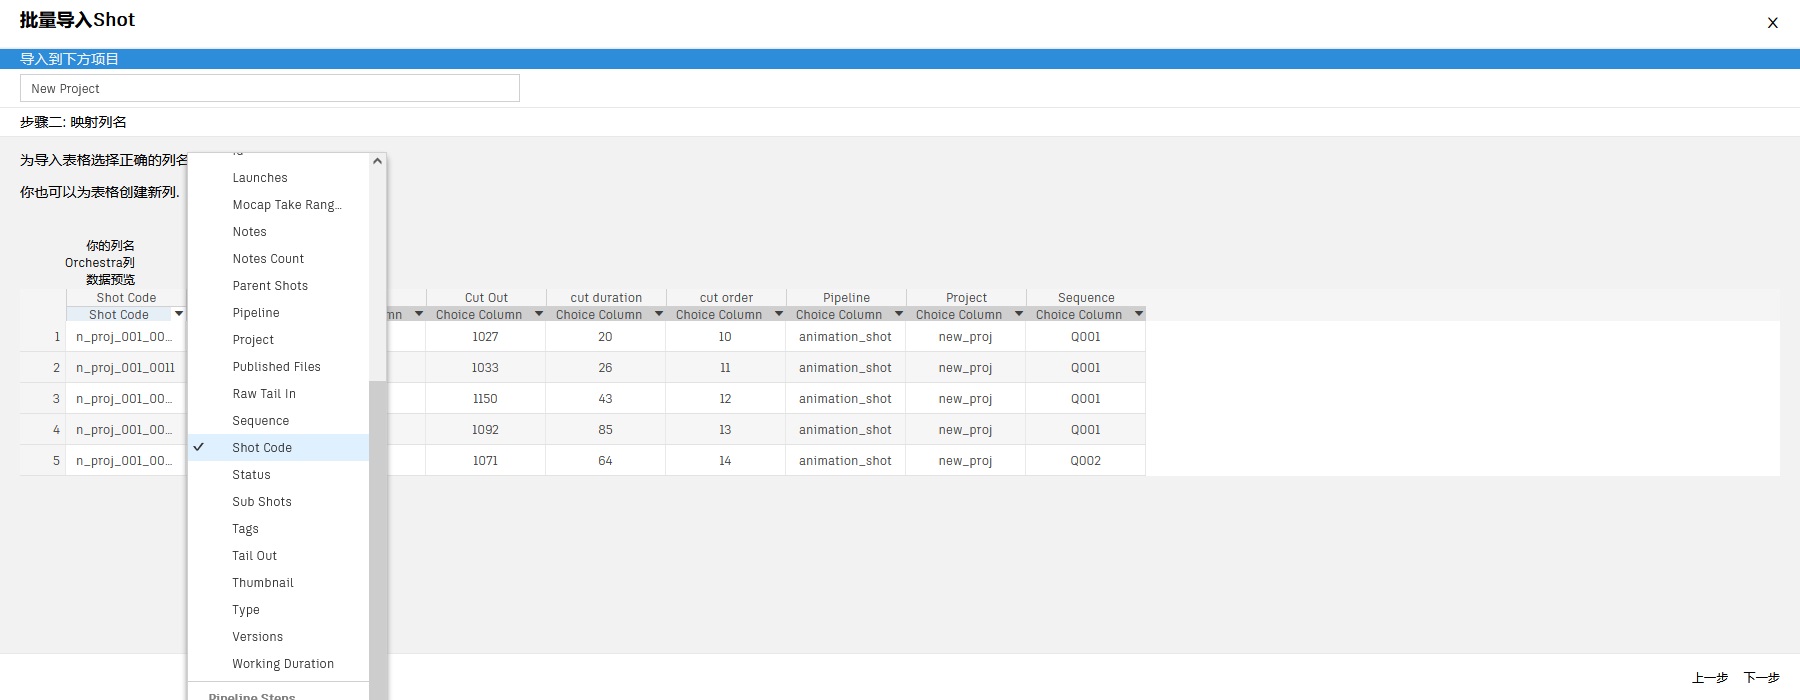 批量导入Shot
X
导入到下方项目
New Project
步骤二: 映射列名
为导入表格选择正确的列名
你也可以为表格创建新列.
Launches
Mocap Take Rang...
Notes
Notes Count
Parent Shots
Pipeline
Project
Published Files
Raw Tail In
Sequence
✓ Shot Code
Status
Sub Shots
Tags
Tail Out
Thumbnail
Type
Versions
Working Duration
Pipeline Steps
你的列名
Orchestra列
数据预览
Shot Code Cut Out cut duration cut order Pipeline Project Sequence
Shot Code Choice Column Choice Column Choice Column Choice Column Choice Column Choice Column
1 n_proj_001_00... 1027 20 10 animation_shot new_proj Q001
2 n_proj_001_0011 1033 26 11 animation_shot new_proj Q001
3 n_proj_001_00... 1150 43 12 animation_shot new_proj Q001
4 n_proj_001_00... 1092 85 13 animation_shot new_proj Q001
5 n_proj_001_00... 1071 64 14 animation_shot new_proj Q002
上一步 下一步